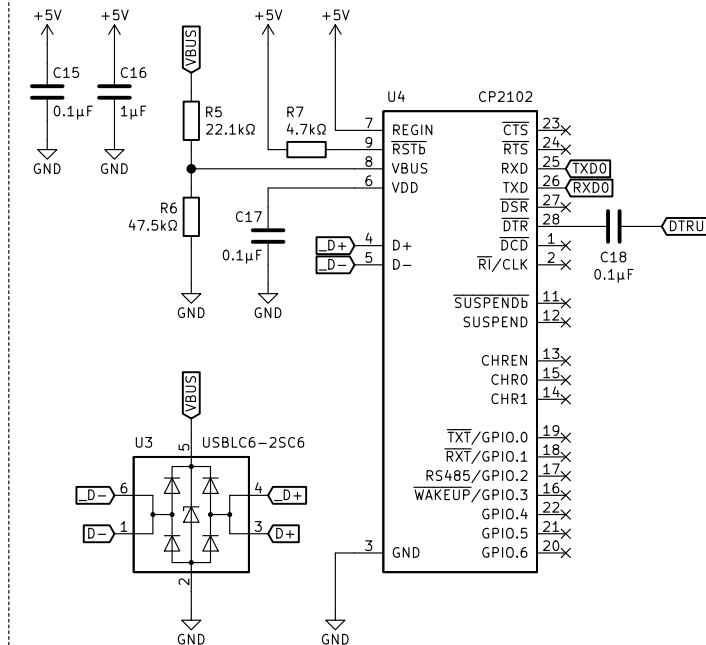 +5V +5V +5V +5V
VBUS
C15 C16
0.1µF 1µF
GND GND
R5
22.1kΩ
R7
4.7kΩ
R6
47.5kΩ
C17
0.1µF
GND GND
U4 CP2102
7 REGIN
9 RSTb
8 VBUS
6 VDD
_D+ 4 D+
_D- 5 D-
3 GND
GND
CTS 23
RTS 24
RXD 25 TXD0
TXD 26 RXD0
DSR 27
DTR 28 DTRU
DCD 1
RI/CLK 2
C18
0.1µF
SUSPENDb 11
SUSPEND 12
CHREN 13
CHR0 15
CHR1 14
TXT/GPIO.0 19
RXT/GPIO.1 18
RS485/GPIO.2 17
WAKEUP/GPIO.3 16
GPIO.4 22
GPIO.5 21
GPIO.6 20
VBUS
U3 USBLC6-2SC6
5
_D- 6 4 _D+
D- 1 3 D+
2
GND